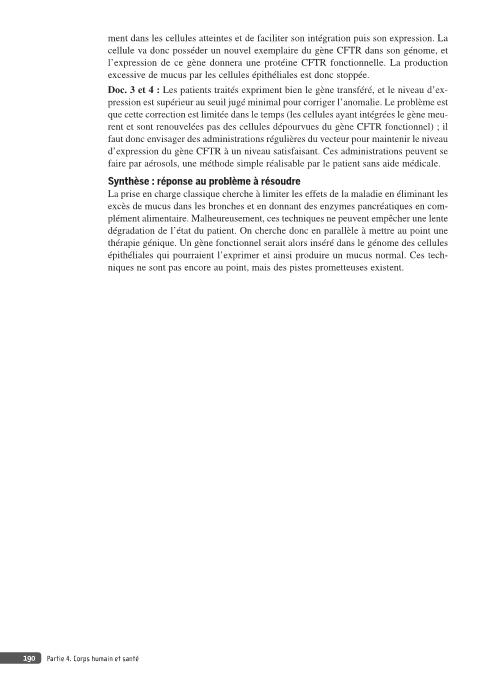 ment dans les cellules atteintes et de faciliter son intégration puis son expression. La
cellule va donc posséder un nouvel exemplaire du gène CFTR dans son génome, et
l'expression de ce gène donnera une protéine CFTR fonctionnelle. La production
excessive de mucus par les cellules épithéliales est donc stoppée.
Doc. 3 et 4 : Les patients traités expriment bien le gène transféré, et le niveau d'ex-
pression est supérieur au seuil jugé minimal pour corriger l'anomalie. Le problème est
que cette correction est limitée dans le temps (les cellules ayant intégrées le gène meu-
rent et sont renouvelées pas des cellules dépourvues du gène CFTR fonctionnel) ; il
faut donc envisager des administrations régulières du vecteur pour maintenir le niveau
d'expression du gène CFTR à un niveau satisfaisant. Ces administrations peuvent se
faire par aérosols, une méthode simple réalisable par le patient sans aide médicale.
Synthèse : réponse au problème à résoudre
La prise en charge classique cherche à limiter les effets de la maladie en éliminant les
excès de mucus dans les bronches et en donnant des enzymes pancréatiques en com-
plément alimentaire. Malheureusement, ces techniques ne peuvent empêcher une lente
dégradation de l'état du patient. On cherche donc en parallèle à mettre au point une
thérapie génique. Un gène fonctionnel serait alors inséré dans le génome des cellules
épithéliales qui pourraient l'exprimer et ainsi produire un mucus normal. Ces tech-
niques ne sont pas encore au point, mais des pistes prometteuses existent.
190 Partie 4. Corps humain et santé